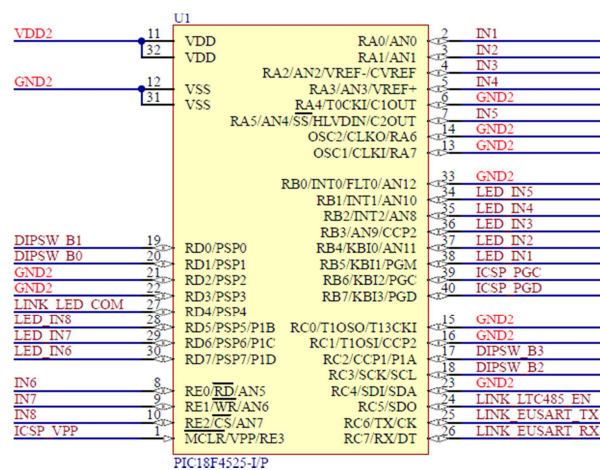 U1
VDD2 11 VDD RA0/AN0 2 IN1
32 VDD RA1/AN1 3 IN2
RA2/AN2/VREF-/CVREF 4 IN3
GND2 12 VSS RA3/AN3/VREF+ 5 IN4
31 VSS RA4/T0CKI/C1OUT 6 GND2
RA5/AN4/SS/HLVDIN/C2OUT 7 IN5
OSC2/CLKO/RA6 14 GND2
OSC1/CLKI/RA7 13 GND2
RB0/INT0/FLT0/AN12 33 GND2
RB1/INT1/AN10 34 LED_IN5
RB2/INT2/AN8 35 LED_IN4
RB3/AN9/CCP2 36 LED_IN3
DIPSW_B1 19 RD0/PSP0 RB4/KBI0/AN11 37 LED_IN2
DIPSW_B0 20 RD1/PSP1 RB5/KBI1/PGM 38 LED_IN1
GND2 21 RD2/PSP2 RB6/KBI2/PGC 39 ICSP_PGC
GND2 22 RD3/PSP3 RB7/KBI3/PGD 40 ICSP_PGD
LINK_LED_COM 27 RD4/PSP4
LED_IN8 28 RD5/PSP5/P1B RC0/T1OSO/T13CKI 15 GND2
LED_IN7 29 RD6/PSP6/P1C RC1/T1OSI/CCP2 16 GND2
LED_IN6 30 RD7/PSP7/P1D RC2/CCP1/P1A 17 DIPSW_B3
RC3/SCK/SCL 18 DIPSW_B2
IN6 8 RE0/RD/AN5 RC4/SDI/SDA 23 GND2
IN7 9 RE1/WR/AN6 RC5/SDO 24 LINK_LTC485_EN
IN8 10 RE2/CS/AN7 RC6/TX/CK 25 LINK_EUSART_TX
ICSP_VPP 1 MCLR/VPP/RE3 RC7/RX/DT 26 LINK_EUSART_RX
PIC18F4525-I/P